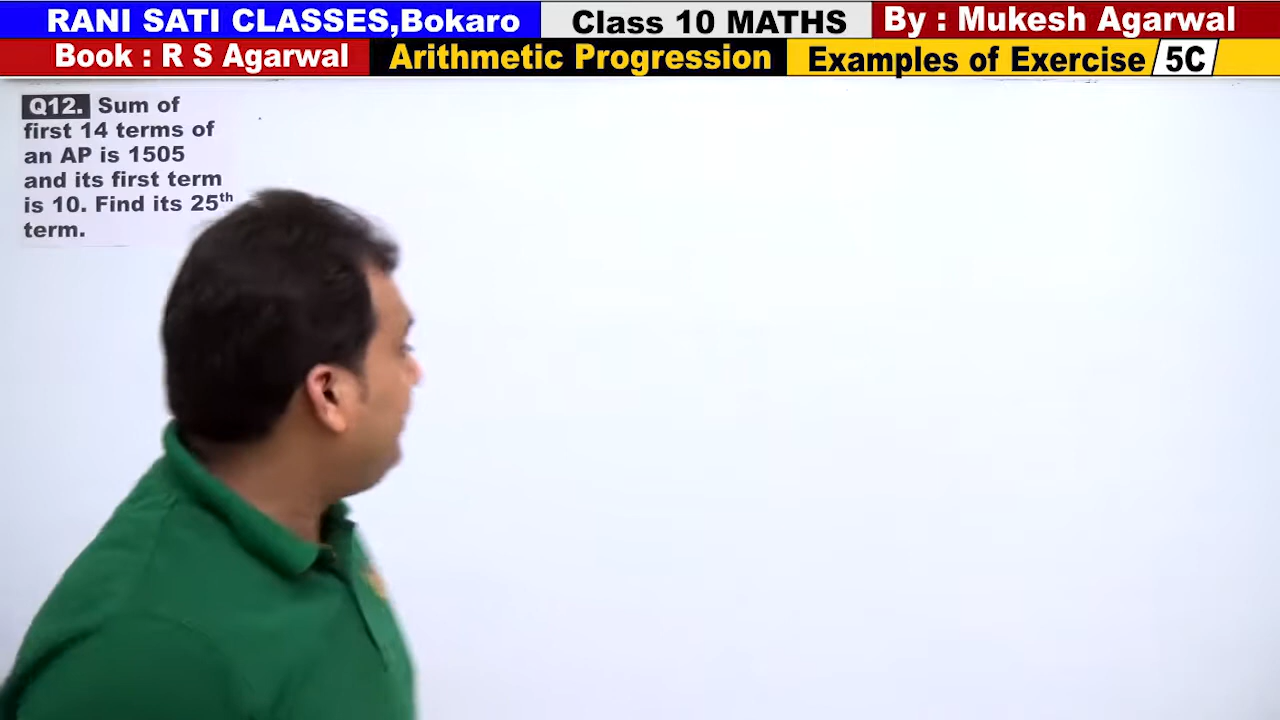 RANI SATI CLASSES,Bokaro Class 10 MATHS By : Mukesh Agarwal
Book : R S Agarwal Arithmetic Progression Examples of Exercise 5C
Q12. Sum of
first 14 terms of
an AP is 1505
and its first term
is 10. Find its 25th
term.